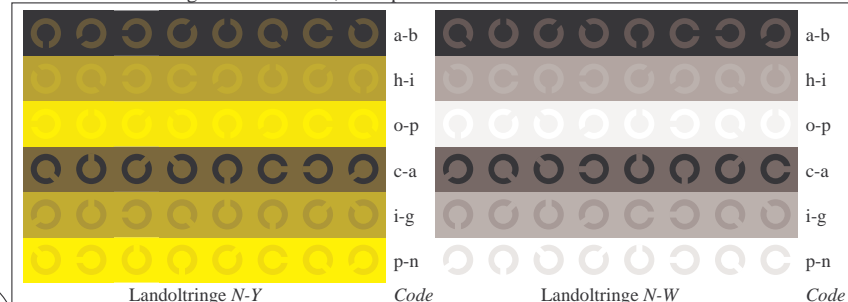 a-b a-b
h-i h-i
o-p o-p
c-a c-a
i-g i-g
p-n p-n
Landoltringe N-Y Code Landoltringe N-W Code